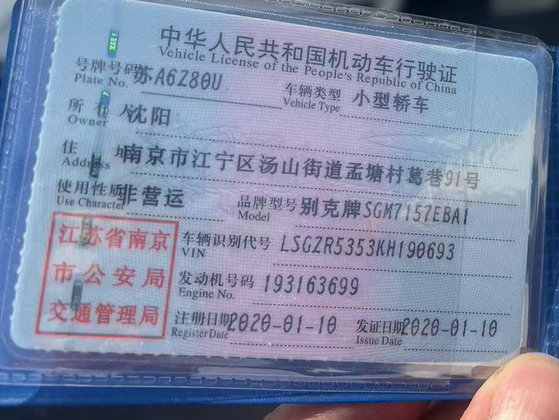 中华人民共和国机动车行驶证
Vehicle License of the People's Republic of China
号牌号码 苏A6Z80U 车辆类型 小型轿车
Plate No. Vehicle Type
所有人 沈阳
Owner
住址 南京市江宁区汤山街道孟塘村葛巷91号
Address
使用性质 非营运 品牌型号 别克牌SGM7157EBA1
Use Character Model
江苏省南京 车辆识别代号 LSGZR5353KH190693
VIN
市公安局 发动机号码 193163699
Engine No.
交通管理局 注册日期 2020-01-10 发证日期 2020-01-10
Register Date Issue Date